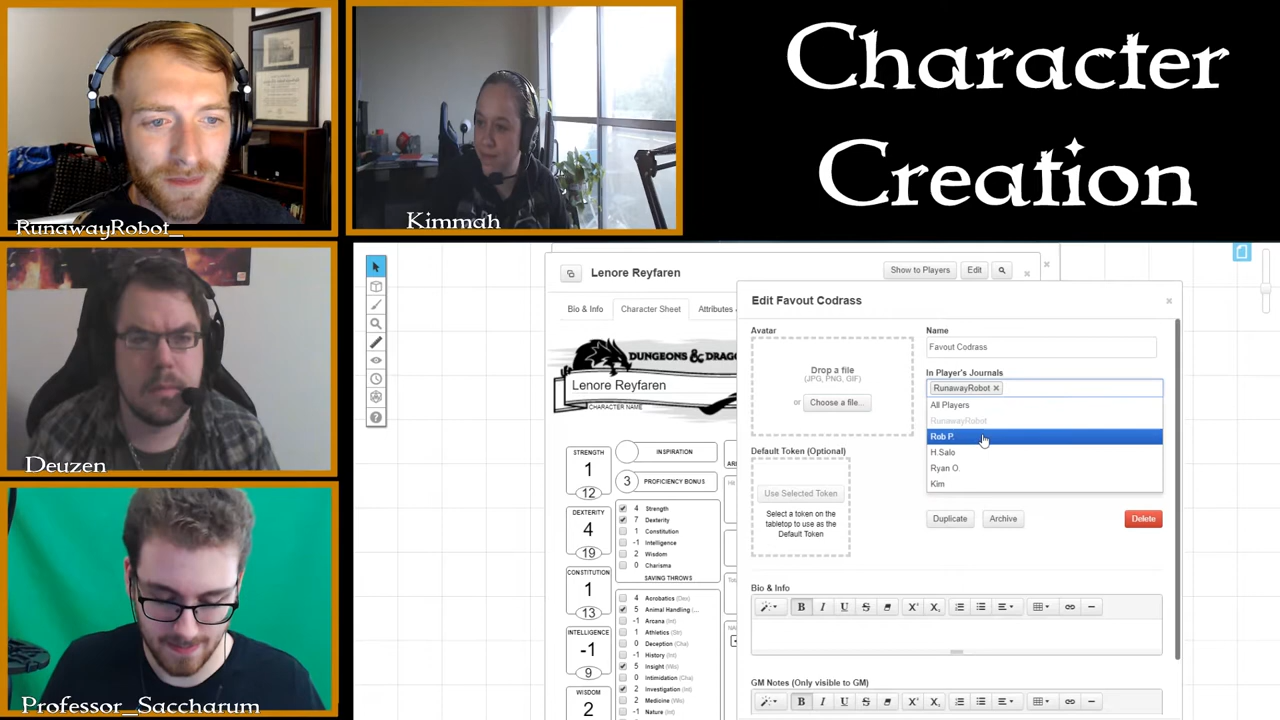 Character
Creation
RunawayRobot_
Kimmah
Deuzen
Professor_Saccharum
Lenore Reyfaren
Show to Players
Edit
Bio & Info
Character Sheet
Attributes &
DUNGEONS & DRAGO
Lenore Reyfaren
CHARACTER NAME
STRENGTH
1
12
DEXTERITY
4
19
CONSTITUTION
1
13
INTELLIGENCE
-1
9
WISDOM
2
INSPIRATION
3 PROFICIENCY BONUS
4 Strength
7 Dexterity
1 Constitution
-1 Intelligence
2 Wisdom
0 Charisma
SAVING THROWS
4 Acrobatics (Dex)
5 Animal Handling (...
-1 Arcana (Int)
1 Athletics (Str)
0 Deception (Cha)
-1 History (Int)
5 Insight (Wis)
0 Intimidation (Cha)
2 Investigation (Int)
2 Medicine (Wis)
-1 Nature (Int)
Edit Favout Codrass
Avatar
Drop a file
(JPG, PNG, GIF)
or Choose a file...
Default Token (Optional)
Use Selected Token
Select a token on the
tabletop to use as the
Default Token
Name
Favout Codrass
In Player's Journals
RunawayRobot
All Players
RunawayRobot
Rob P.
H.Salo
Ryan O.
Kim
Duplicate
Archive
Delete
Bio & Info
B I U S
GM Notes (Only visible to GM)
B I U S